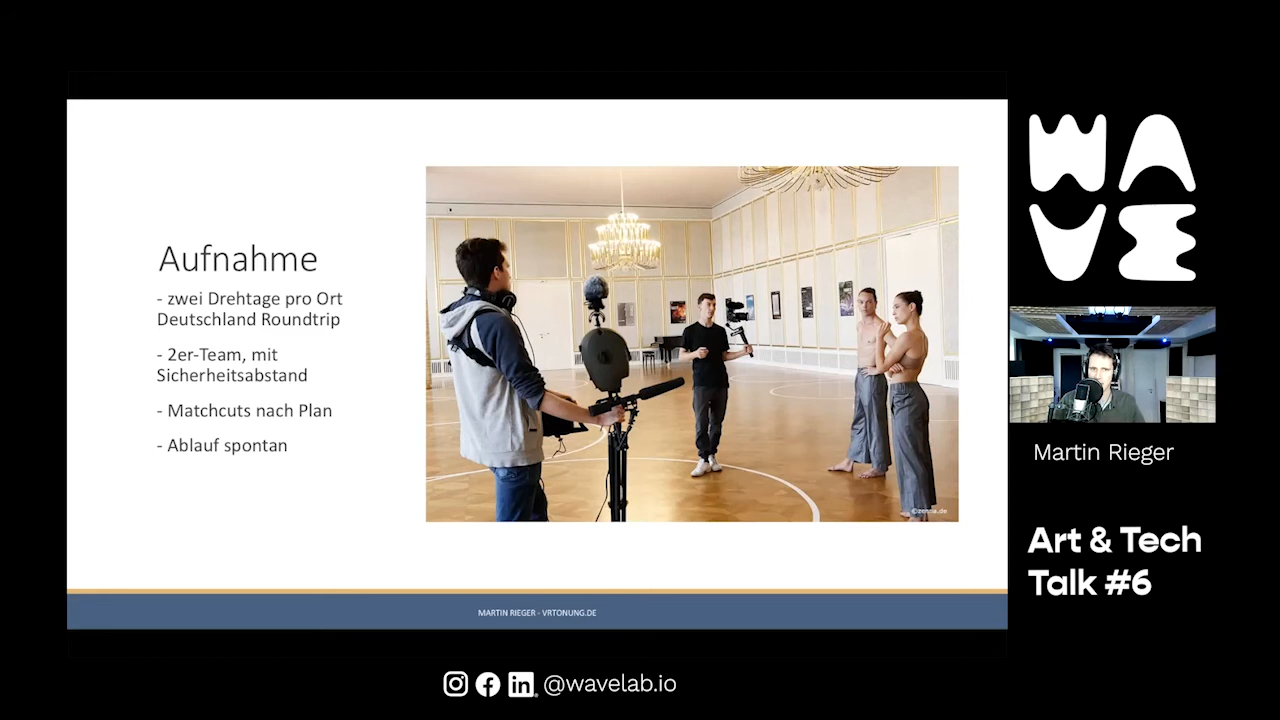 Aufnahme
- zwei Drehtage pro Ort
Deutschland Roundtrip
- 2er-Team, mit
Sicherheitsabstand
- Matchcuts nach Plan
- Ablauf spontan
©zenna.de
MARTIN RIEGER - VRTONUNG.DE
WA
VE
Martin Rieger
Art & Tech
Talk #6
@wavelab.io